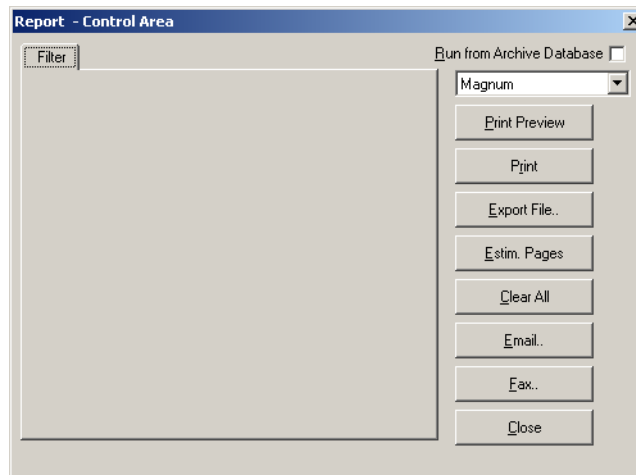 Report - Control Area
Filter
Run from Archive Database
Magnum
Print Preview
Print
Export File..
Estim. Pages
Clear All
Email..
Fax..
Close